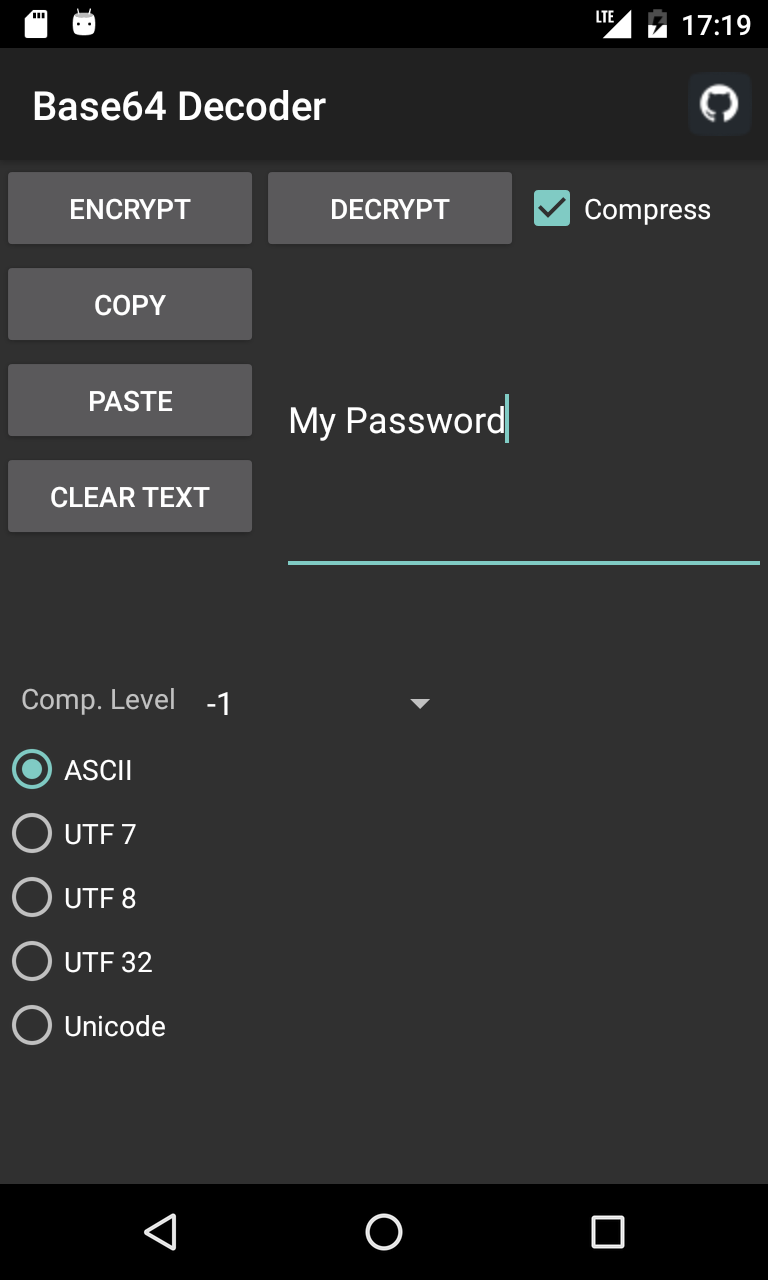 LTE 17:19
Base64 Decoder
ENCRYPT DECRYPT Compress
COPY
PASTE
My Password
CLEAR TEXT
Comp. Level -1
ASCII
UTF 7
UTF 8
UTF 32
Unicode